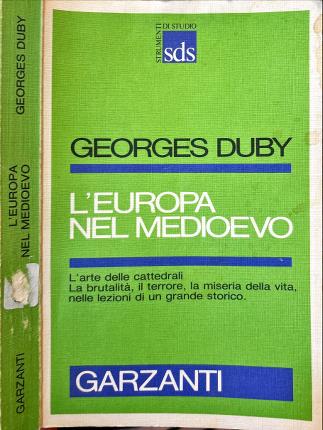 GEORGES DUBY
L'EUROPA
NEL MEDIOEVO
GARZANTI
STRUMENTI
DI STUDIO
sds
GEORGES DUBY
L'EUROPA
NEL MEDIOEVO
L'arte delle cattedrali
La brutalità, il terrore, la miseria della vita,
nelle lezioni di un grande storico.
GARZANTI